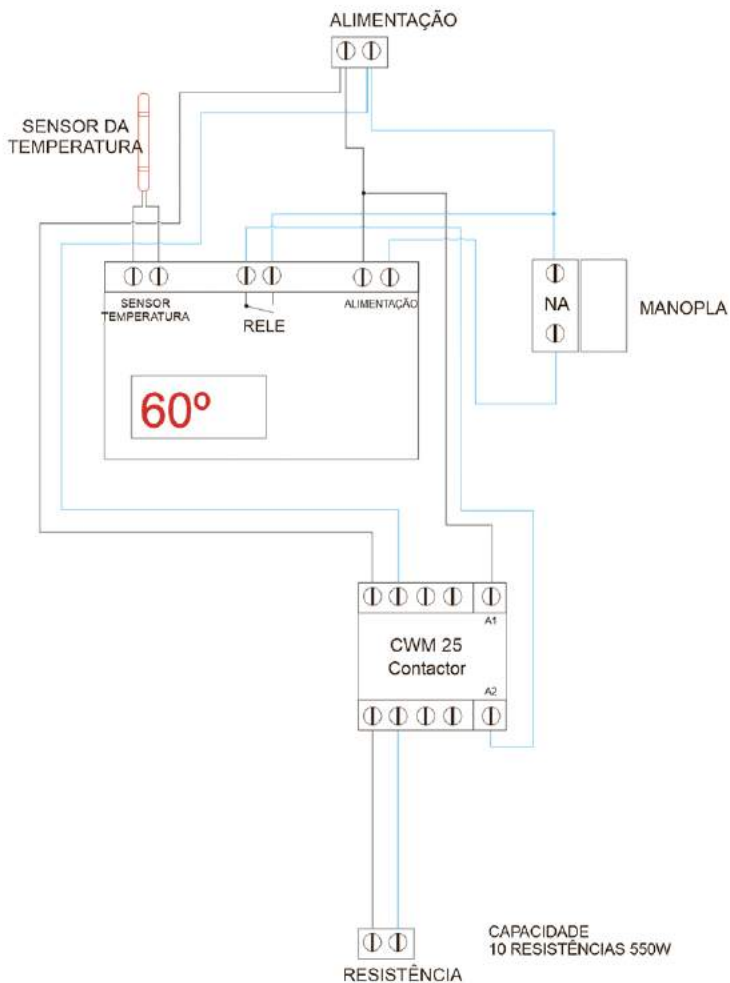 ALIMENTAÇÃO
SENSOR DA
TEMPERATURA
SENSOR
TEMPERATURA
RELE
ALIMENTAÇÃO
NA
MANOPLA
60º
A1
CWM 25
Contactor
A2
CAPACIDADE
10 RESISTÊNCIAS 550W
RESISTÊNCIA